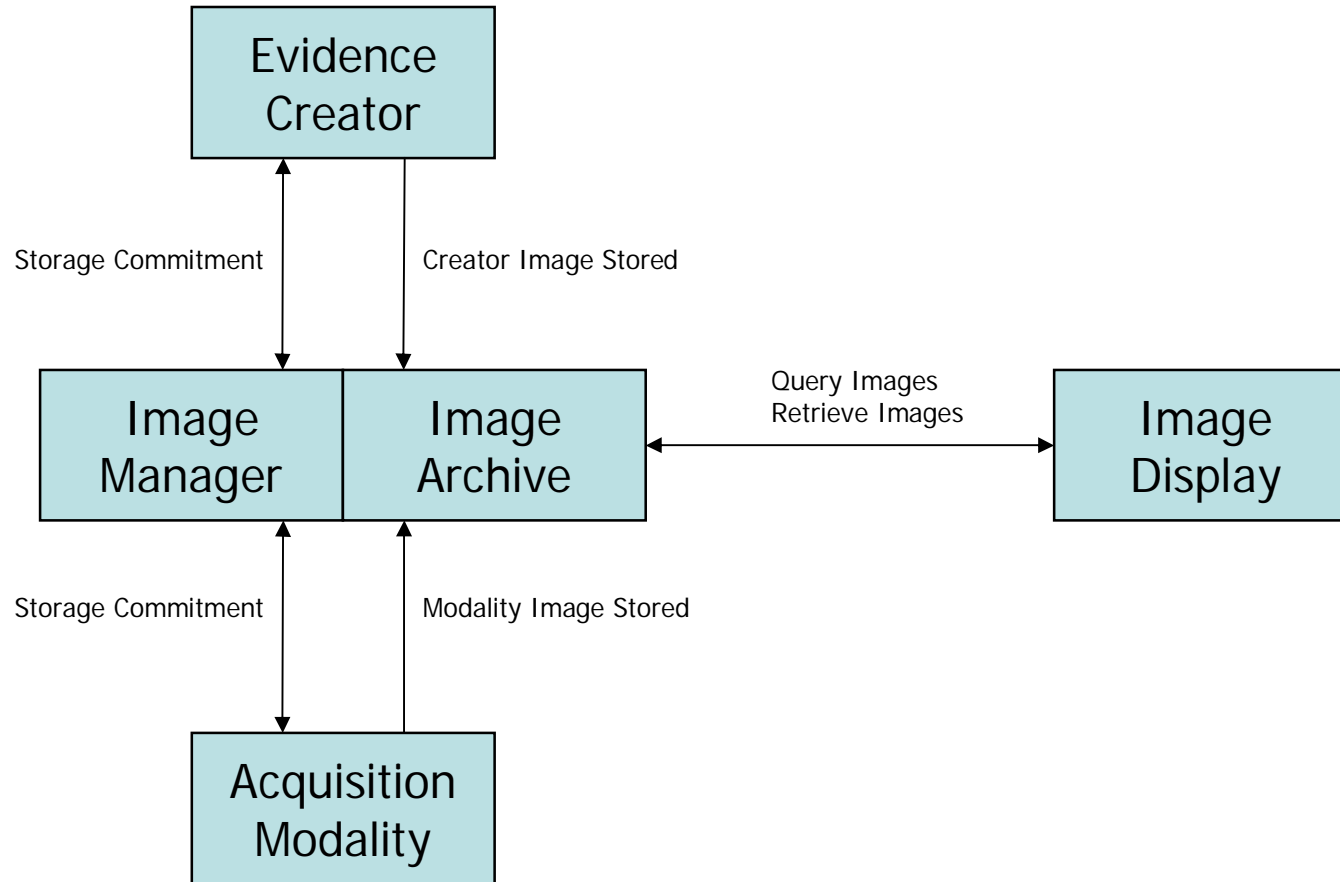 Evidence
Creator
Storage Commitment
Creator Image Stored
Image
Manager
Image
Archive
Query Images
Retrieve Images
Image
Display
Storage Commitment
Modality Image Stored
Acquisition
Modality